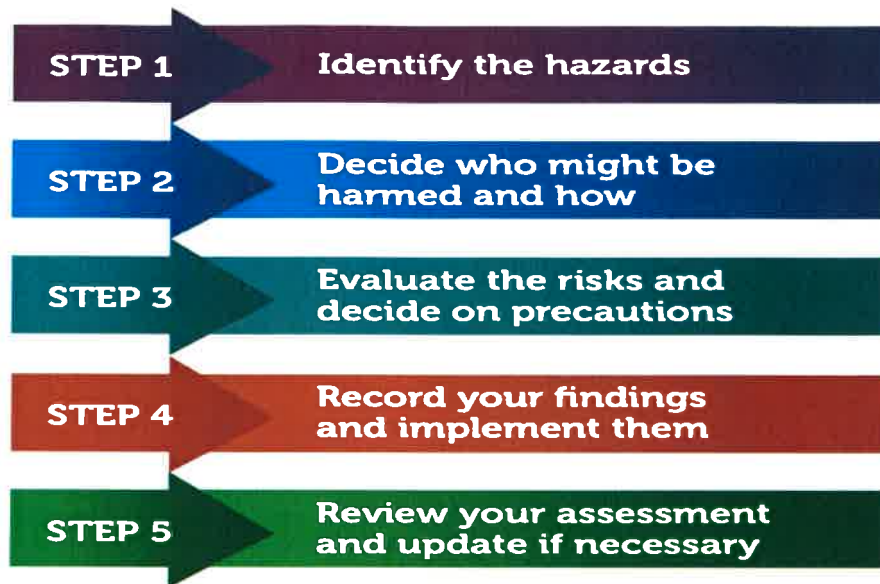 STEP 1
Identify the hazards
STEP 2
Decide who might be
harmed and how
STEP 3
Evaluate the risks and
decide on precautions
STEP 4
Record your findings
and implement them
STEP 5
Review your assessment
and update if necessary